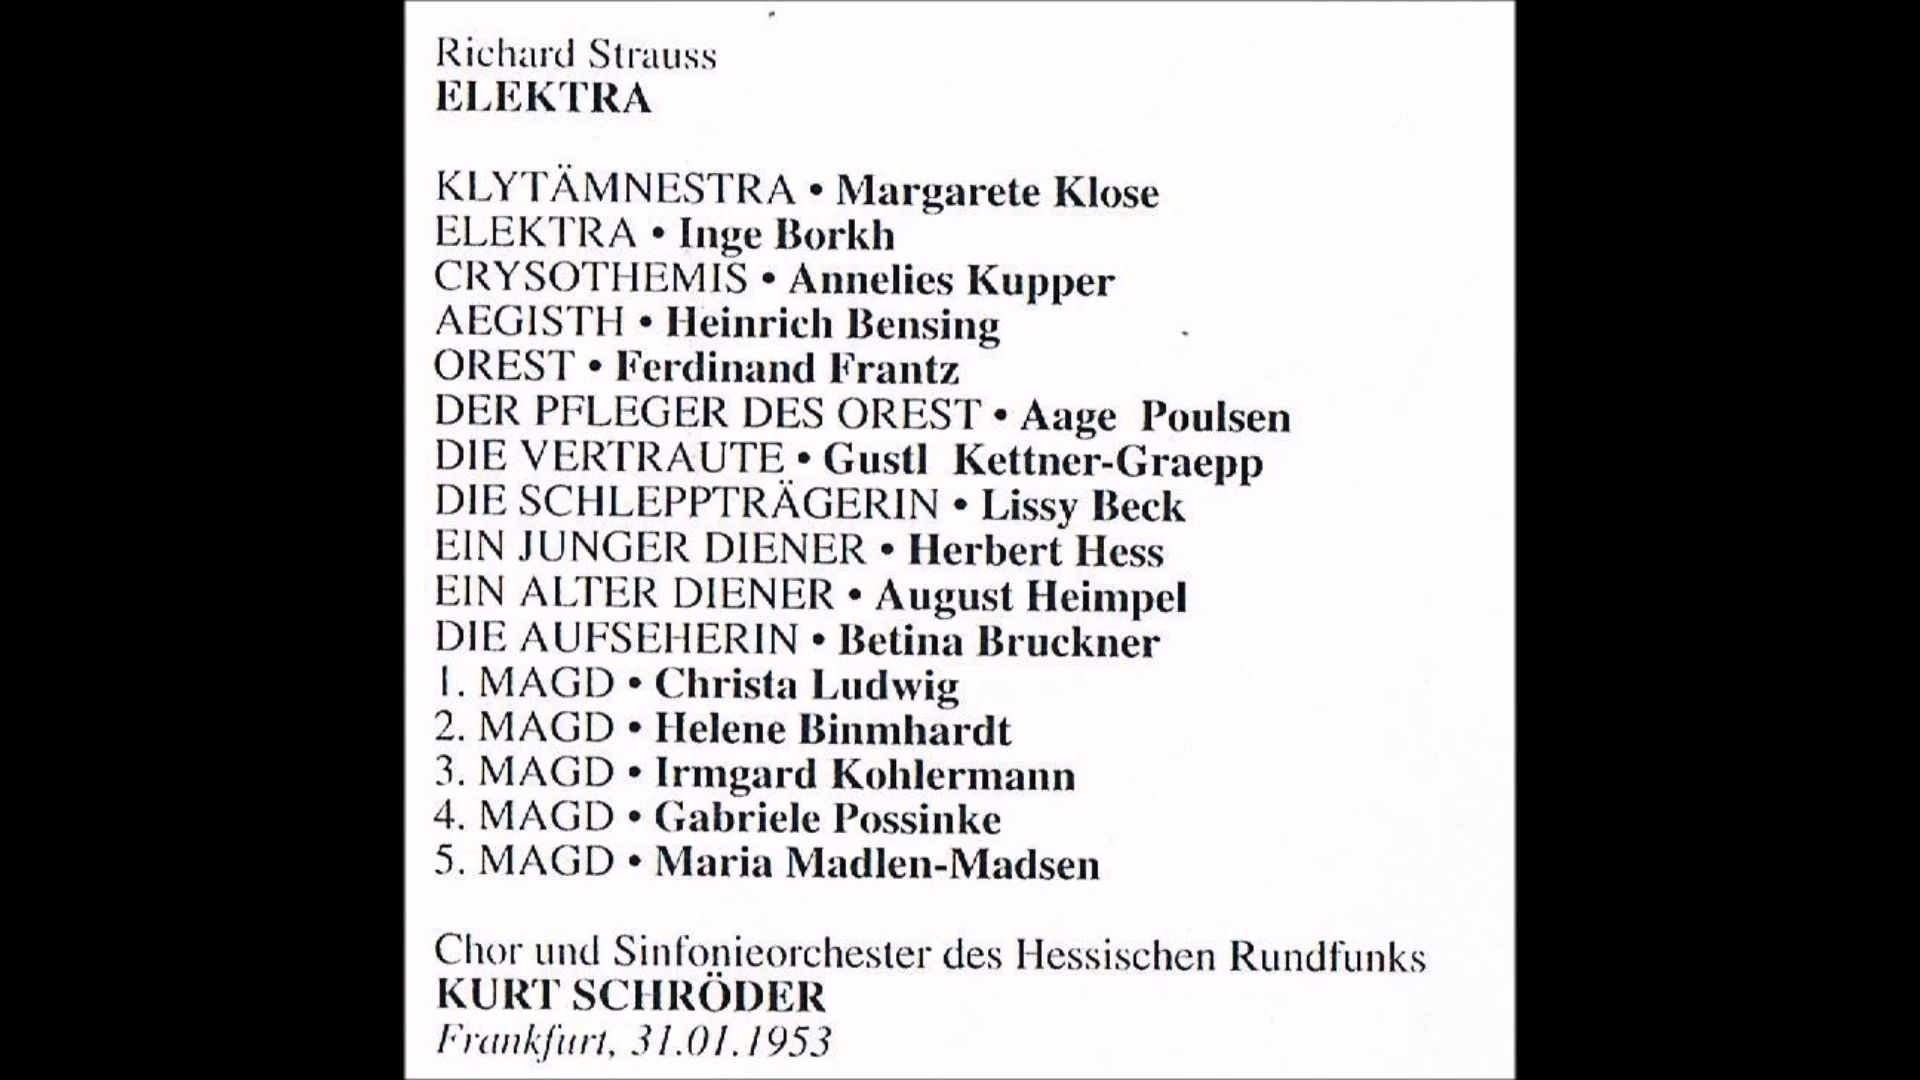 Richard Strauss
ELEKTRA
KLYTÄMNESTRA • Margarete Klose
ELEKTRA • Inge Borkh
CRYSOTHEMIS • Annelies Kupper
AEGISTH • Heinrich Bensing
OREST • Ferdinand Frantz
DER PFLEGER DES OREST • Aage Poulsen
DIE VERTRAUTE • Gustl Kettner-Graepp
DIE SCHLEPPTRÄGERIN • Lissy Beck
EIN JUNGER DIENER • Herbert Hess
EIN ALTER DIENER • August Heimpel
DIE AUFSEHERIN • Betina Bruckner
1. MAGD • Christa Ludwig
2. MAGD • Helene Binmhardt
3. MAGD • Irmgard Kohlermann
4. MAGD • Gabriele Possinke
5. MAGD • Maria Madlen-Madsen
Chor und Sinfonieorchester des Hessischen Rundfunks
KURT SCHRÖDER
Frankfurt, 31.01.1953